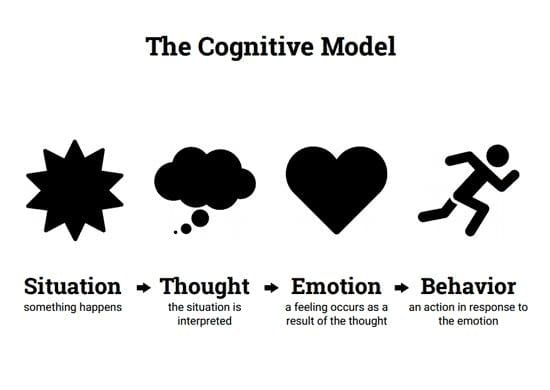 The Cognitive Model
Situation
something happens
Thought
the situation is
interpreted
Emotion
a feeling occurs as a
result of the thought
Behavior
an action in response to
the emotion